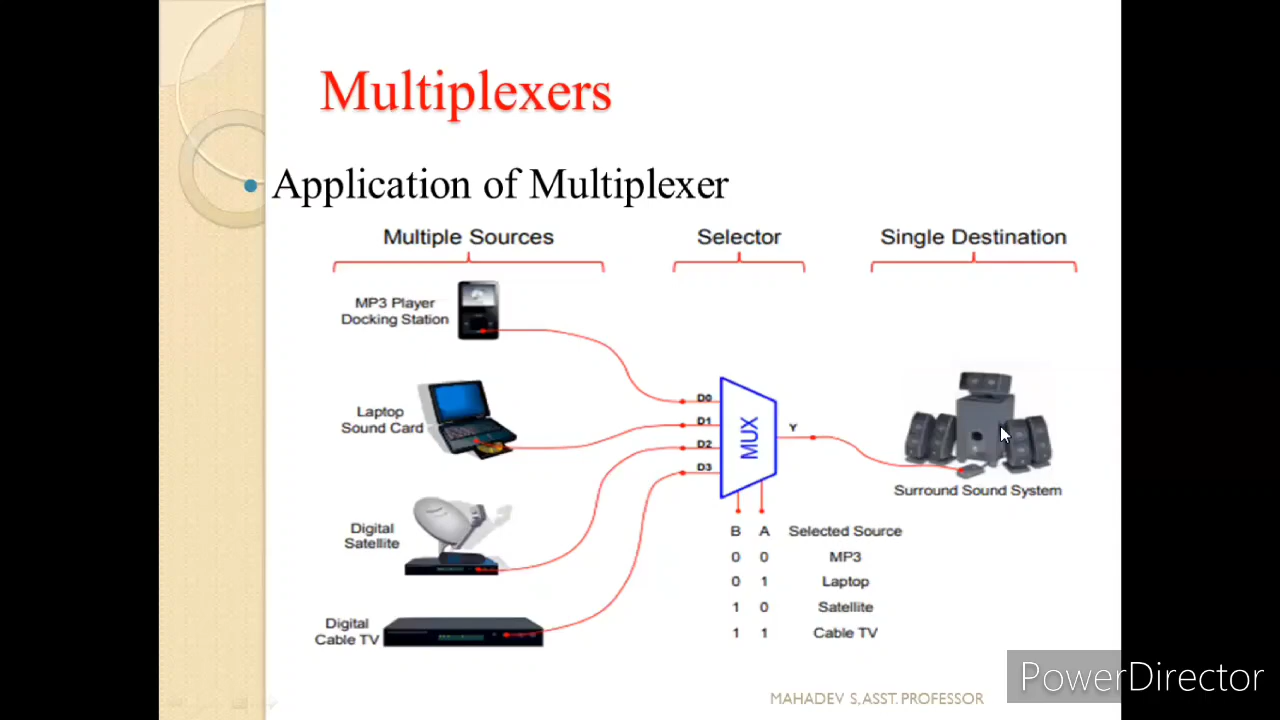 Multiplexers
Application of Multiplexer
Multiple Sources
Selector
Single Destination
MP3 Player
Docking Station
Laptop
Sound Card
Digital
Satellite
Digital
Cable TV
D0
D1
D2
D3
MUX
Y
Surround Sound System
B A Selected Source
0 0 MP3
0 1 Laptop
1 0 Satellite
1 1 Cable TV
MAHADEV S, ASST. PROFESSOR
PowerDirector